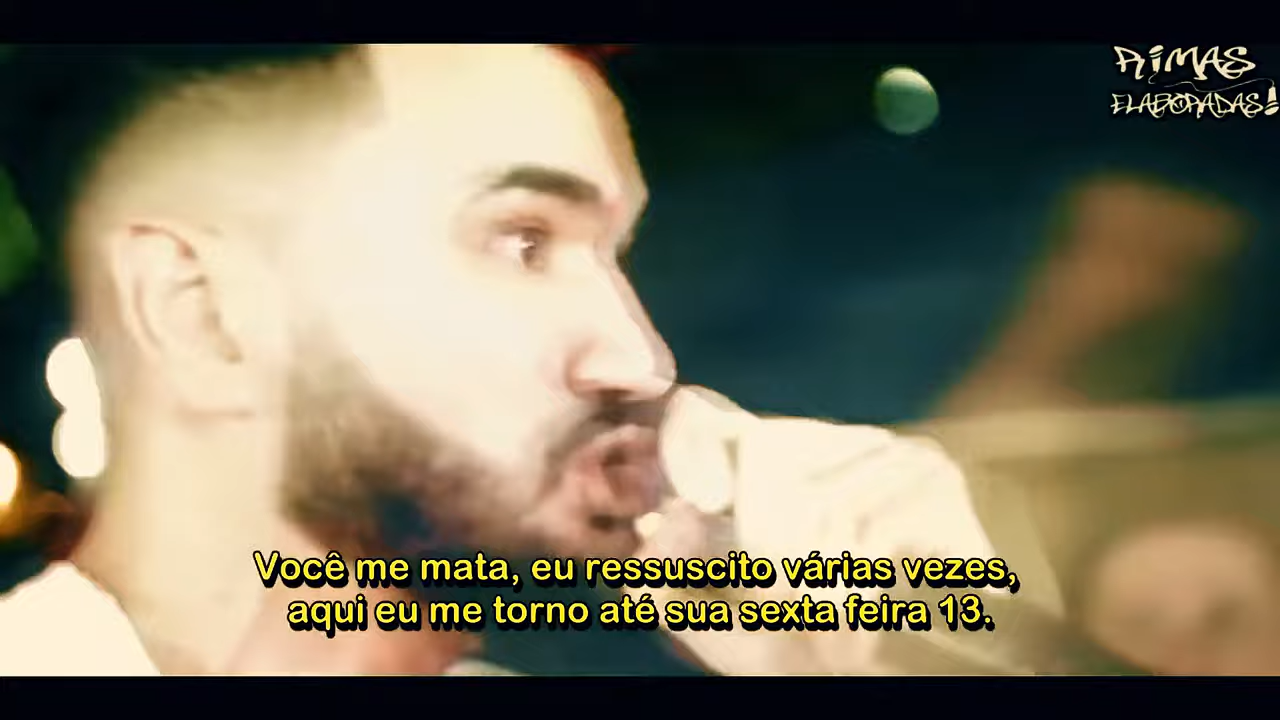 RIMAS
ELABORADAS!
Você me mata, eu ressuscito várias vezes,
aqui eu me torno até sua sexta feira 13.